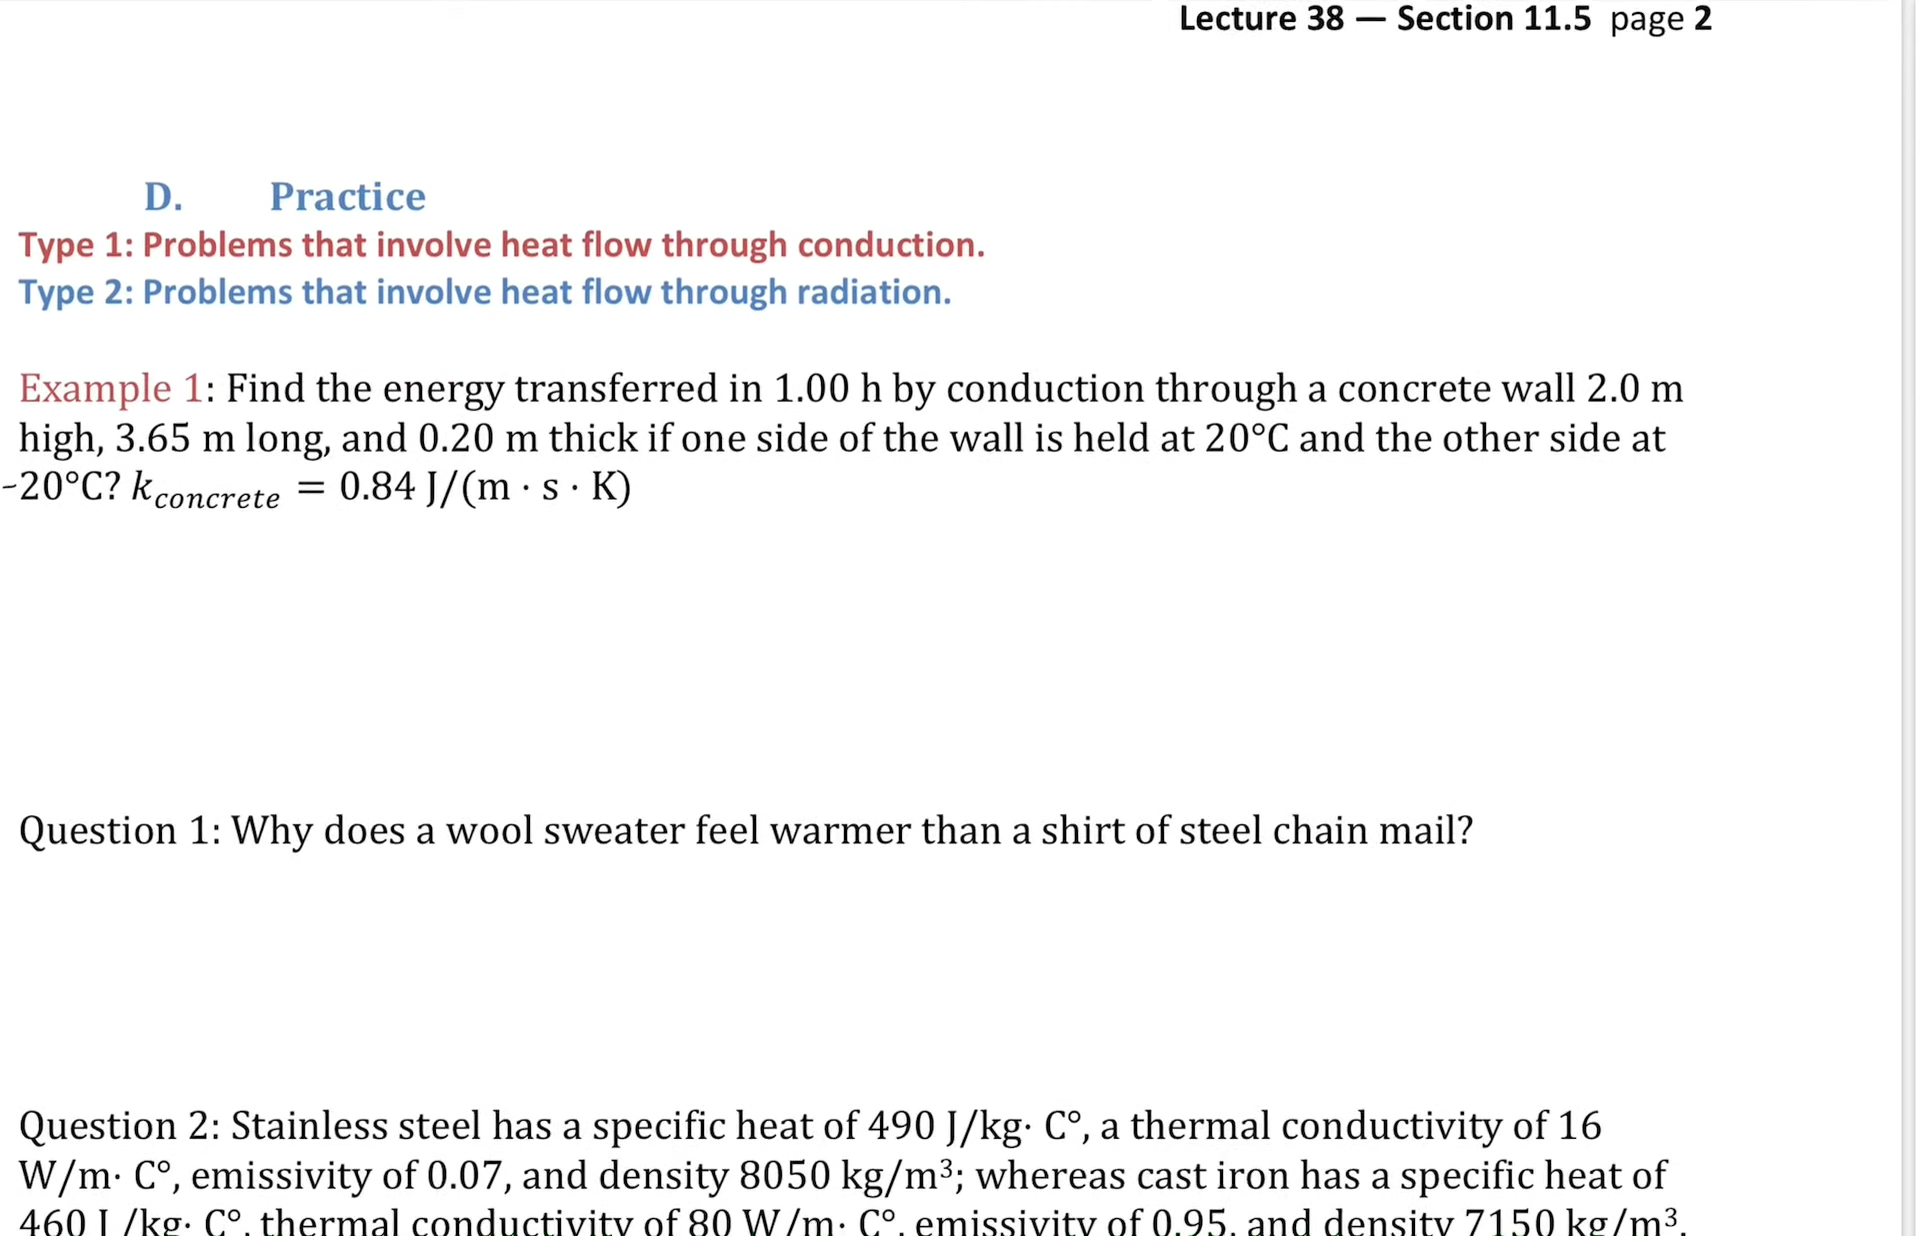 Lecture 38 — Section 11.5 page 2
D. Practice
Type 1: Problems that involve heat flow through conduction.
Type 2: Problems that involve heat flow through radiation.
Example 1: Find the energy transferred in 1.00 h by conduction through a concrete wall 2.0 m
high, 3.65 m long, and 0.20 m thick if one side of the wall is held at 20°C and the other side at
-20°C? k_concrete = 0.84 J/(m · s · K)
Question 1: Why does a wool sweater feel warmer than a shirt of steel chain mail?
Question 2: Stainless steel has a specific heat of 490 J/kg· C°, a thermal conductivity of 16
W/m· C°, emissivity of 0.07, and density 8050 kg/m³; whereas cast iron has a specific heat of
460 J /kg· C°, thermal conductivity of 80 W/m· C°, emissivity of 0.95, and density 7150 kg/m³.